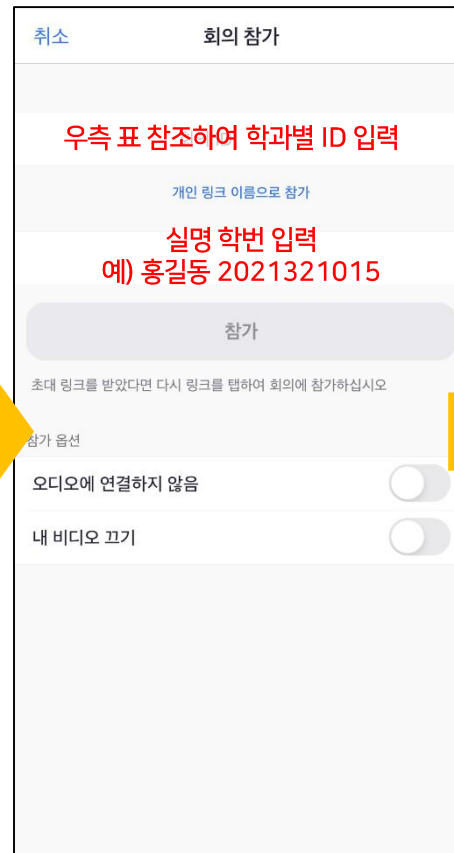 취소
회의 참가
우측 표 참조하여 학과별 ID 입력
개인 링크 이름으로 참가
실명 학번 입력
예) 홍길동 2021321015
참가
초대 링크를 받았다면 다시 링크를 탭하여 회의에 참가하십시오
참가 옵션
오디오에 연결하지 않음
내 비디오 끄기